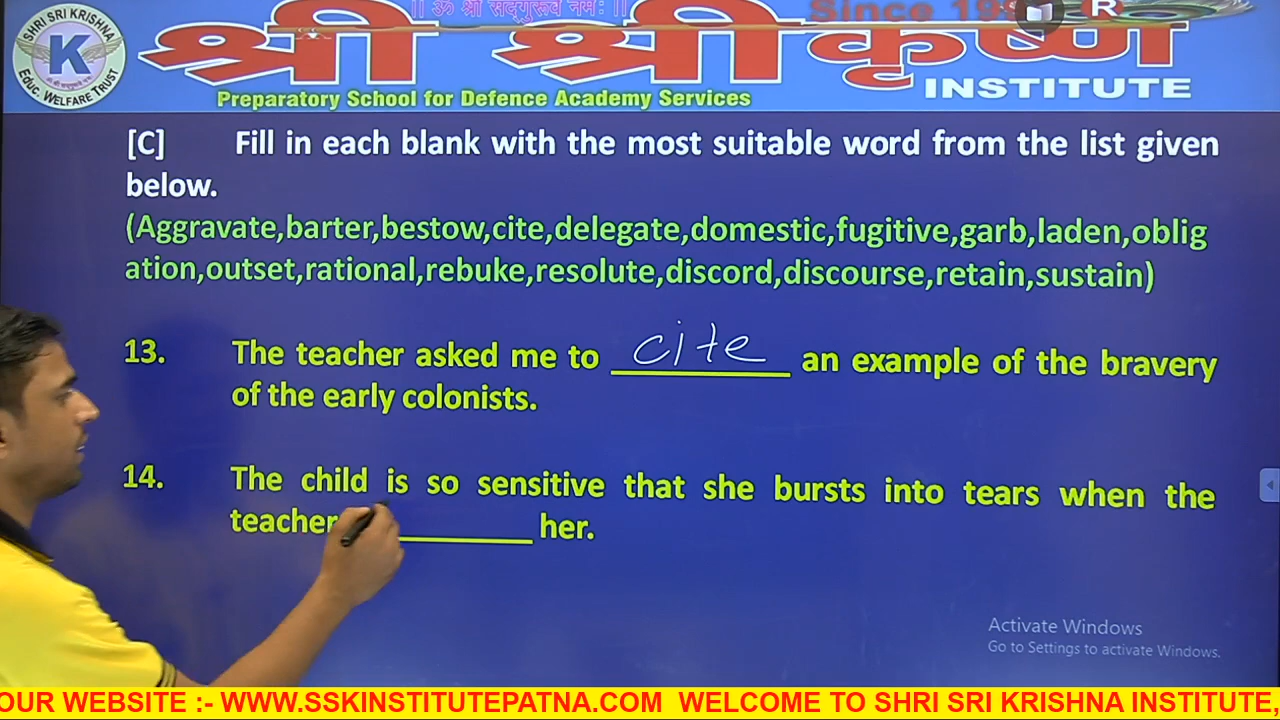 || ॐ श्री सद्गुरूवे नमः ||
Since 199
R
SHRI SRI KRISHNA
K
EDUC. WELFARE TRUST
श्री श्री कृष्ण
INSTITUTE
Preparatory School for Defence Academy Services
[C] Fill in each blank with the most suitable word from the list given
below.
(Aggravate,barter,bestow,cite,delegate,domestic,fugitive,garb,laden,oblig
ation,outset,rational,rebuke,resolute,discord,discourse,retain,sustain)
13. The teacher asked me to cite an example of the bravery
of the early colonists.
14. The child is so sensitive that she bursts into tears when the
teacher ________ her.
Activate Windows
Go to Settings to activate Windows.
OUR WEBSITE :- WWW.SSKINSTITUTEPATNA.COM WELCOME TO SHRI SRI KRISHNA INSTITUTE,